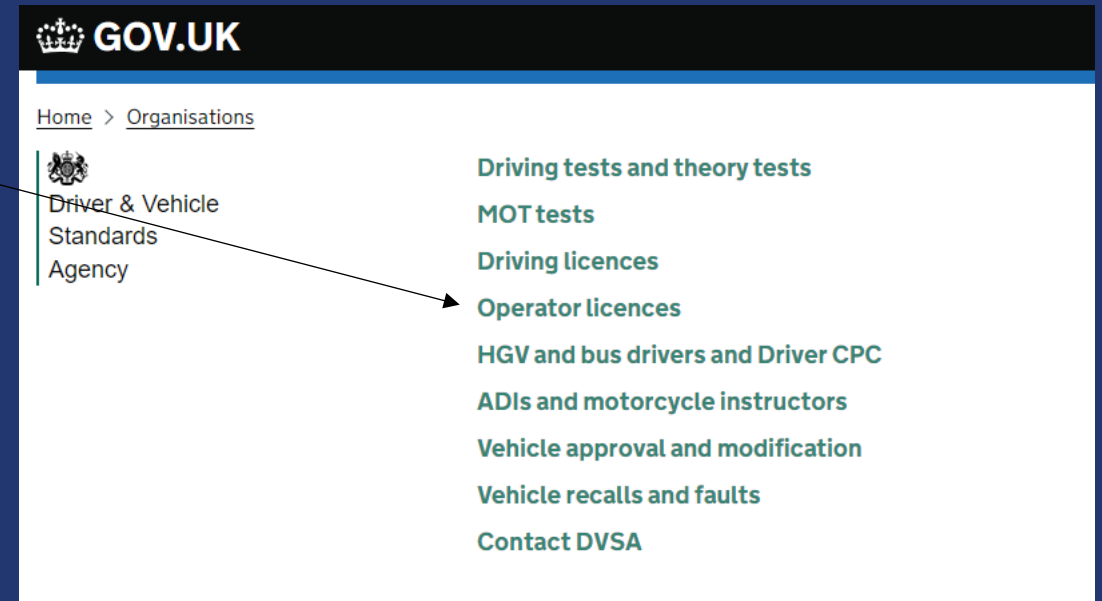 GOV.UK
Home > Organisations
Driver & Vehicle
Standards
Agency
Driving tests and theory tests
MOT tests
Driving licences
Operator licences
HGV and bus drivers and Driver CPC
ADIs and motorcycle instructors
Vehicle approval and modification
Vehicle recalls and faults
Contact DVSA